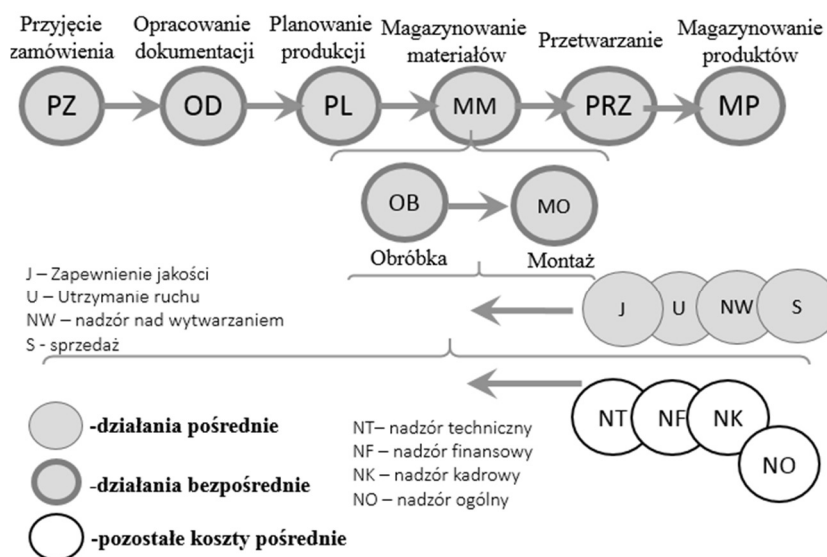 Przyjęcie zamówienia
Opracowanie dokumentacji
Planowanie produkcji
Magazynowanie materiałów
Przetwarzanie
Magazynowanie produktów
PZ
OD
PL
MM
PRZ
MP
OB
MO
Obróbka
Montaż
J – Zapewnienie jakości
U – Utrzymanie ruchu
NW – nadzór nad wytwarzaniem
S - sprzedaż
J
U
NW
S
-działania pośrednie
-działania bezpośrednie
-pozostałe koszty pośrednie
NT– nadzór techniczny
NF – nadzór finansowy
NK – nadzór kadrowy
NO – nadzór ogólny
NT
NF
NK
NO